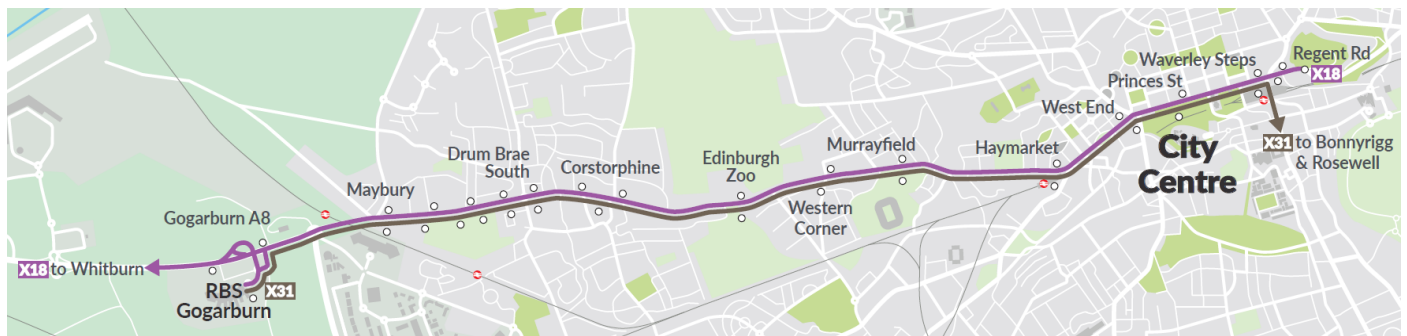 X18 to Whitburn
Gogarburn A8
RBS
Gogarburn
X31
Maybury
Drum Brae
South
Corstorphine
Edinburgh
Zoo
Murrayfield
Western
Corner
Haymarket
West End
Princes St
Waverley Steps
Regent Rd
X18
City
Centre
X31 to Bonnyrigg
& Rosewell